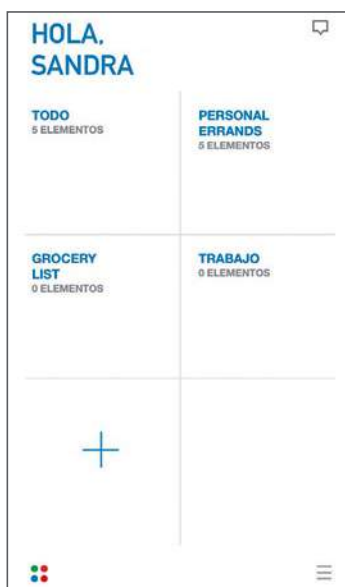 HOLA,
SANDRA
TODO
5 ELEMENTOS
PERSONAL
ERRANDS
5 ELEMENTOS
GROCERY
LIST
0 ELEMENTOS
TRABAJO
0 ELEMENTOS